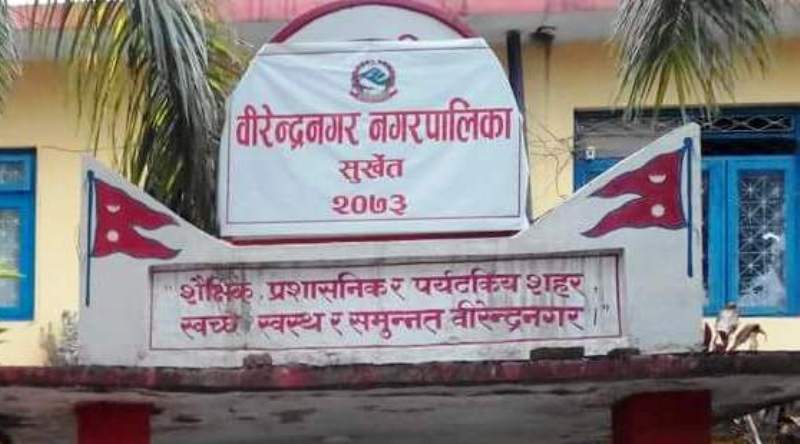 वीरेन्द्रनगर नगरपालिका
सुर्खेत
२०७३
"शैक्षिक, प्रशासनिक र पर्यटकिय शहर,
स्वच्छ स्वस्थ र समुन्नत वीरेन्द्रनगर ।"